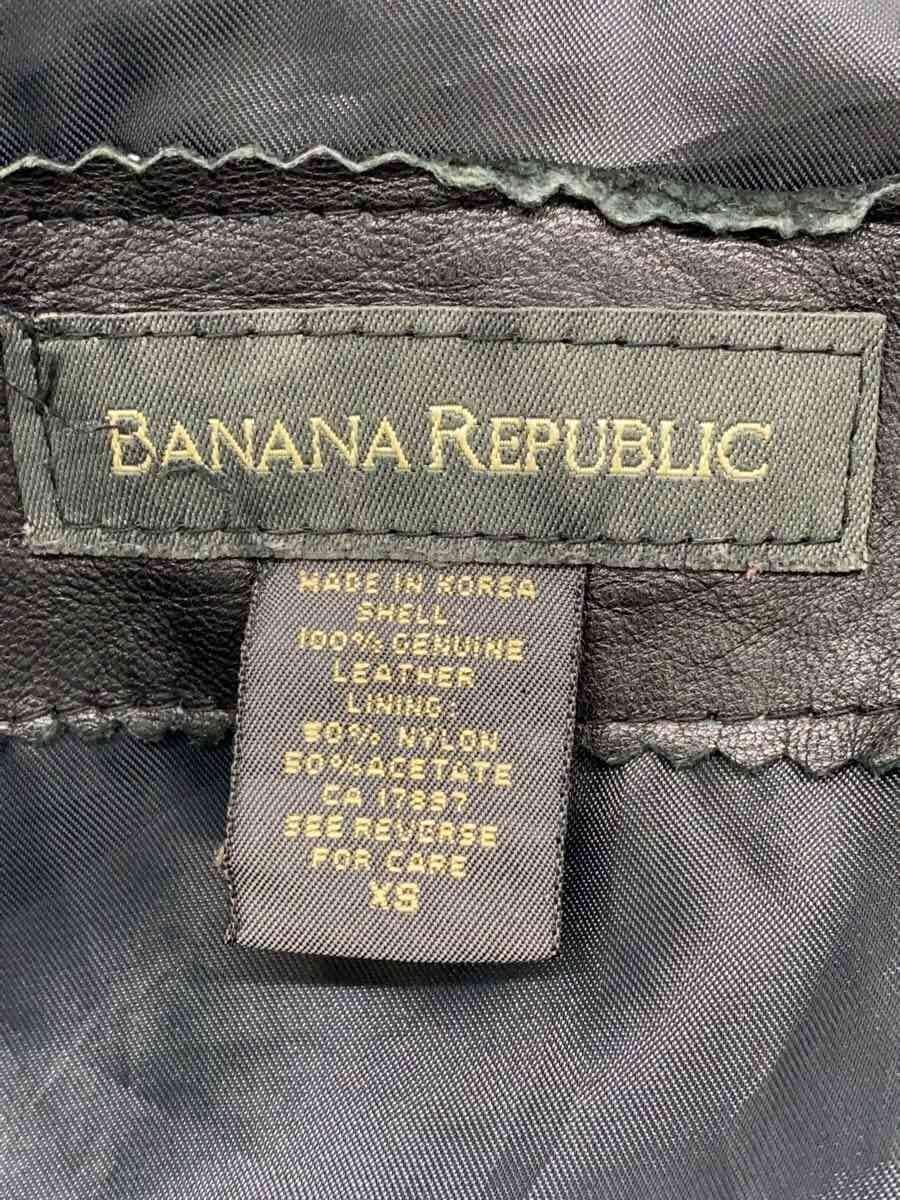 BANANA REPUBLIC
MADE IN KOREA
SHELL:
100% GENUINE
LEATHER
LINING:
50% NYLON
50% ACETATE
CA 17897
SEE REVERSE
FOR CARE
XS